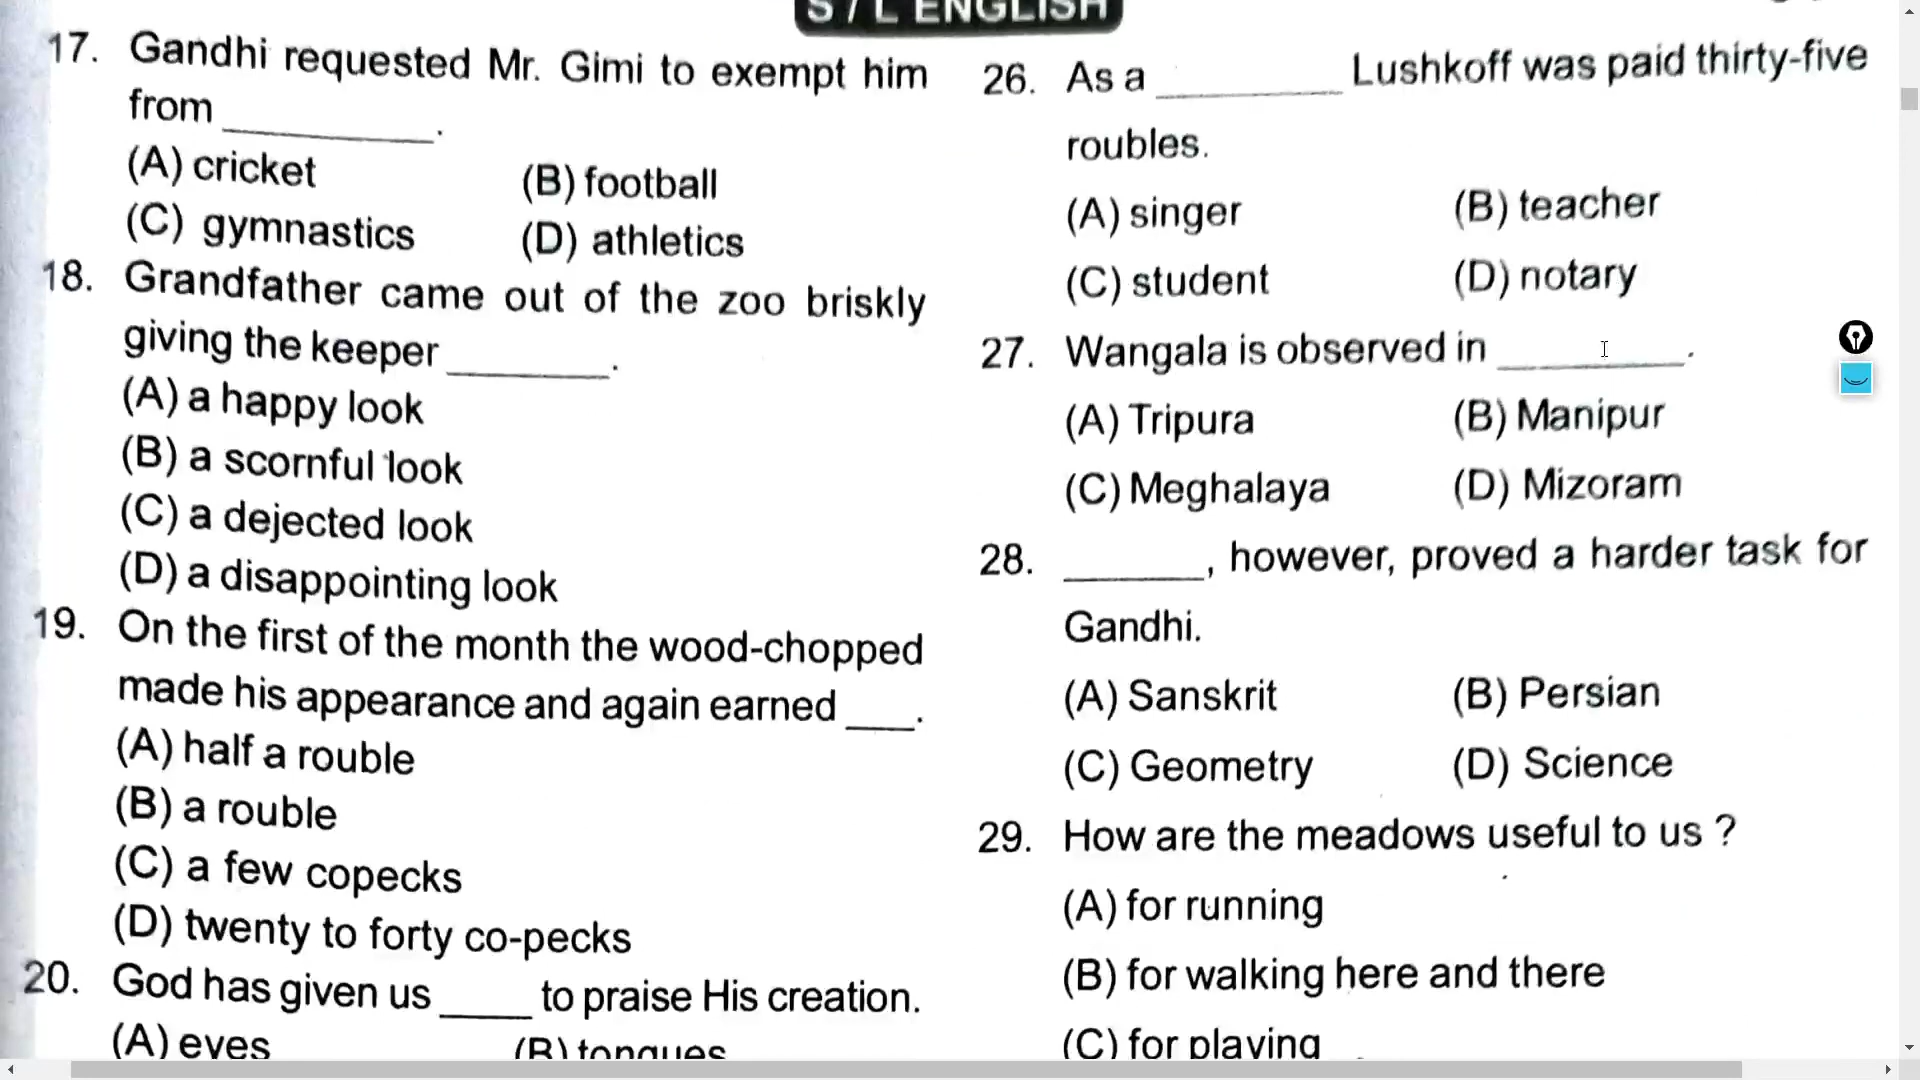 S / L ENGLISH
17. Gandhi requested Mr. Gimi to exempt him
from ________.
(A) cricket (B) football
(C) gymnastics (D) athletics
18. Grandfather came out of the zoo briskly
giving the keeper ________.
(A) a happy look
(B) a scornful look
(C) a dejected look
(D) a disappointing look
19. On the first of the month the wood-chopped
made his appearance and again earned ____.
(A) half a rouble
(B) a rouble
(C) a few copecks
(D) twenty to forty co-pecks
20. God has given us _____ to praise His creation.
(A) eyes (B) tongues
26. As a ________ Lushkoff was paid thirty-five
roubles.
(A) singer (B) teacher
(C) student (D) notary
27. Wangala is observed in ________.
(A) Tripura (B) Manipur
(C) Meghalaya (D) Mizoram
28. _______, however, proved a harder task for
Gandhi.
(A) Sanskrit (B) Persian
(C) Geometry (D) Science
29. How are the meadows useful to us ?
(A) for running
(B) for walking here and there
(C) for playing